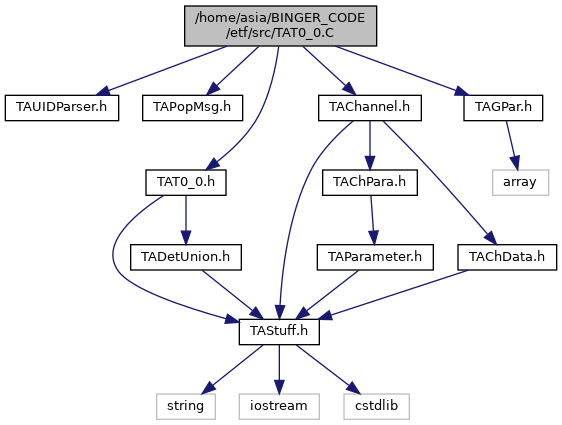 /home/asia/BINGER_CODE
/etf/src/TAT0_0.C
TAUIDParser.h
TAPopMsg.h
TAChannel.h
TAGPar.h
TAT0_0.h
TAChPara.h
array
TADetUnion.h
TAParameter.h
TAChData.h
TAStuff.h
string
iostream
cstdlib